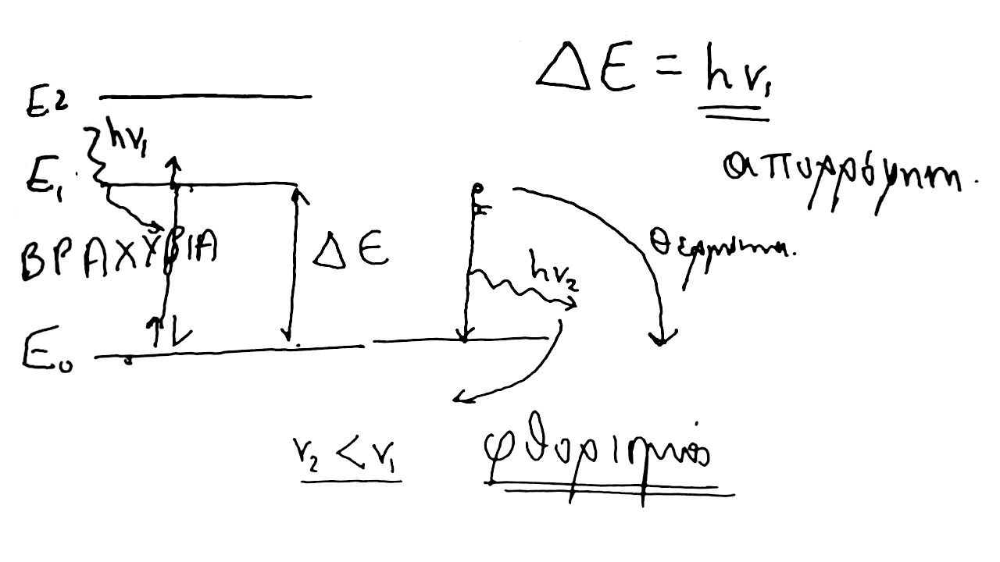 ΔE = hν₁
E2
hν₁
απορρόφηση.
E₁
θερμότητα.
ΒΡΑΧΥΒΙΑ
ΔE
hν₂
E₀
ν₂ < ν₁
φθορισμός